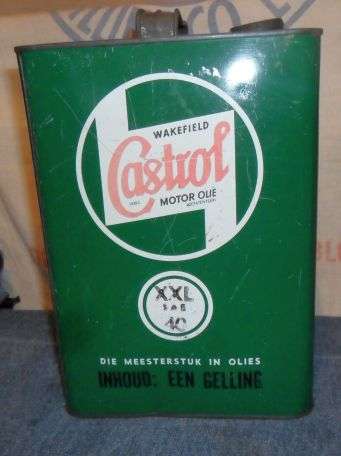 WAKEFIELD
Castrol
MOTOR OLIE
XXL
40
DIE MEESTERSTUK IN OLIES
INHOUD: EEN GELLING